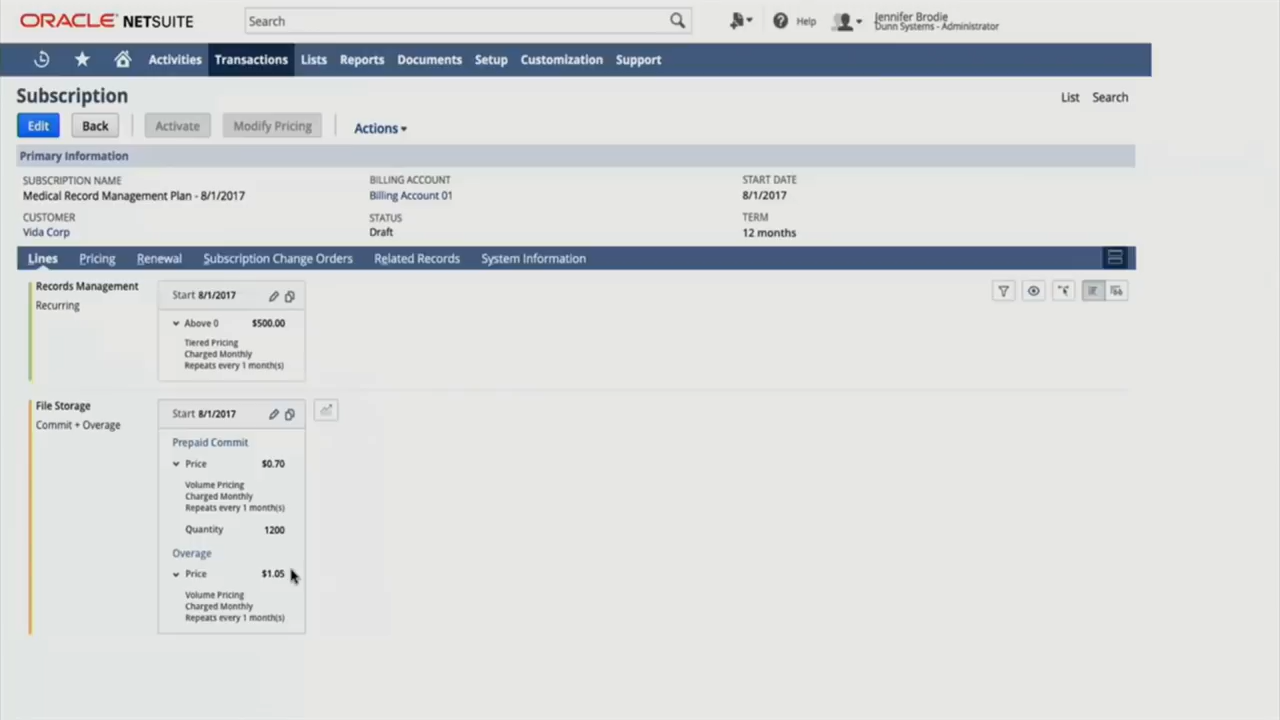 ORACLE NETSUITE
Search
Help
Jennifer Brodie
Dunn Systems - Administrator
Activities Transactions Lists Reports Documents Setup Customization Support
Subscription
List Search
Edit Back Activate Modify Pricing Actions
Primary Information
SUBSCRIPTION NAME
Medical Record Management Plan - 8/1/2017
BILLING ACCOUNT
Billing Account 01
START DATE
8/1/2017
CUSTOMER
Vida Corp
STATUS
Draft
TERM
12 months
Lines Pricing Renewal Subscription Change Orders Related Records System Information
Records Management
Recurring
Start 8/1/2017
Above 0 $500.00
Tiered Pricing
Charged Monthly
Repeats every 1 month(s)
File Storage
Commit + Overage
Start 8/1/2017
Prepaid Commit
Price $0.70
Volume Pricing
Charged Monthly
Repeats every 1 month(s)
Quantity 1200
Overage
Price $1.05
Volume Pricing
Charged Monthly
Repeats every 1 month(s)